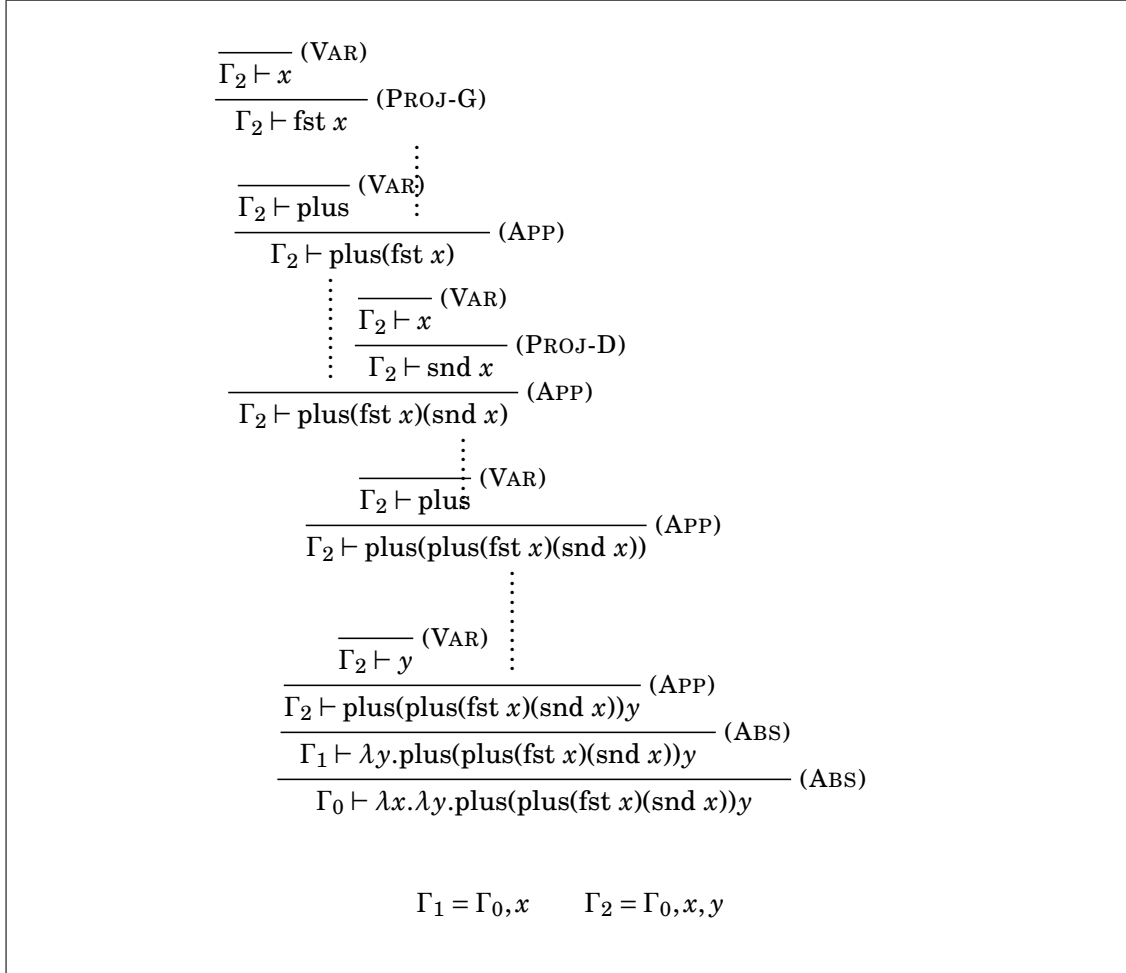 (VAR)
Γ₂ ⊢ x
(PROJ-G)
Γ₂ ⊢ fst x
(VAR)
Γ₂ ⊢ plus
(APP)
Γ₂ ⊢ plus(fst x)
(VAR)
Γ₂ ⊢ x
(PROJ-D)
Γ₂ ⊢ snd x
(APP)
Γ₂ ⊢ plus(fst x)(snd x)
(VAR)
Γ₂ ⊢ plus
(APP)
Γ₂ ⊢ plus(plus(fst x)(snd x))
(VAR)
Γ₂ ⊢ y
(APP)
Γ₂ ⊢ plus(plus(fst x)(snd x))y
(ABS)
Γ₁ ⊢ λy.plus(plus(fst x)(snd x))y
(ABS)
Γ₀ ⊢ λx.λy.plus(plus(fst x)(snd x))y
Γ₁ = Γ₀, x Γ₂ = Γ₀, x, y